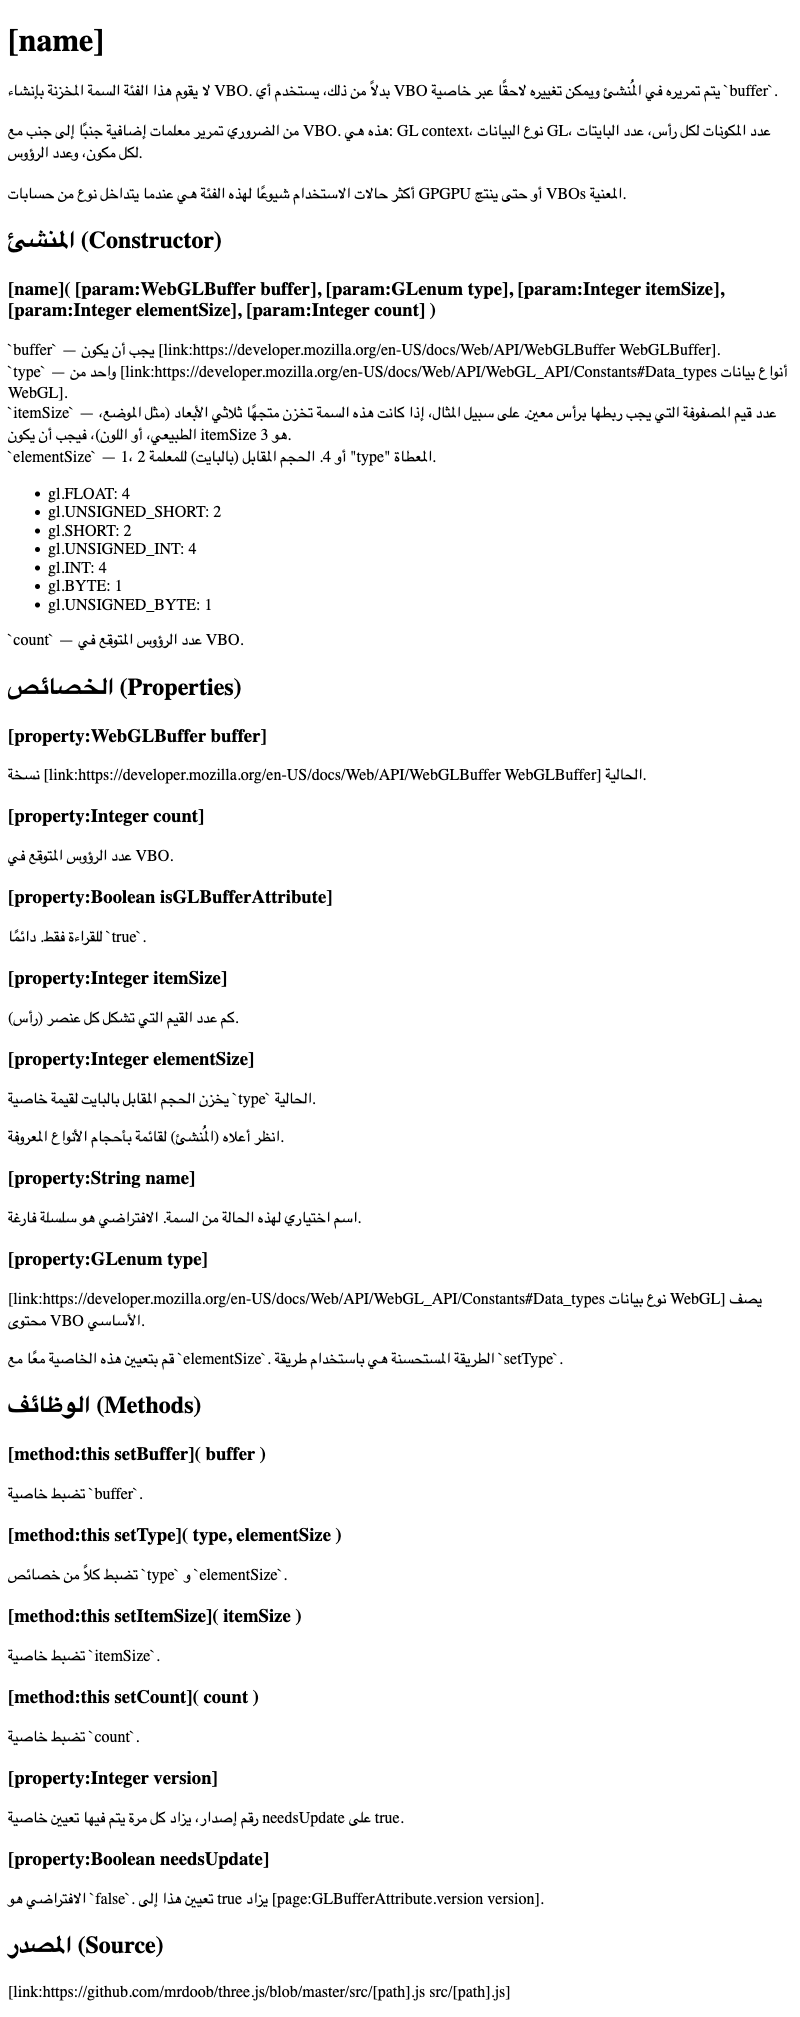 [name]
لا يقوم هذا الفئة السمة المخزنة بإنشاء VBO. بدلاً من ذلك، يستخدم أي VBO يتم تمريره في المُنشئ ويمكن تغييره لاحقًا عبر خاصية `buffer`.
من الضروري تمرير معلمات إضافية جنبًا إلى جنب مع VBO. هذه هي: GL context، نوع البيانات GL، عدد المكونات لكل رأس، عدد البايتات
لكل مكون، وعدد الرؤوس.
أكثر حالات الاستخدام شيوعًا لهذه الفئة هي عندما يتداخل نوع من حسابات GPGPU أو حتى ينتج VBOs المعنية.
المنشئ (Constructor)
[name]( [param:WebGLBuffer buffer], [param:GLenum type], [param:Integer itemSize],
[param:Integer elementSize], [param:Integer count] )
`buffer` — يجب أن يكون [link:https://developer.mozilla.org/en-US/docs/Web/API/WebGLBuffer WebGLBuffer].
`type` — واحد من [link:https://developer.mozilla.org/en-US/docs/Web/API/WebGL_API/Constants#Data_types أنواع بيانات
WebGL].
`itemSize` — عدد قيم المصفوفة التي يجب ربطها برأس معين. على سبيل المثال، إذا كانت هذه السمة تخزن متجهًا ثلاثي الأبعاد (مثل الموضع،
الطبيعي، أو اللون)، فيجب أن يكون itemSize هو 3.
`elementSize` — 1، 2 أو 4. الحجم المقابل (بالبايت) للمعلمة "type" المعطاة.
• gl.FLOAT: 4
• gl.UNSIGNED_SHORT: 2
• gl.SHORT: 2
• gl.UNSIGNED_INT: 4
• gl.INT: 4
• gl.BYTE: 1
• gl.UNSIGNED_BYTE: 1
`count` — عدد الرؤوس المتوقع في VBO.
الخصائص (Properties)
[property:WebGLBuffer buffer]
نسخة [link:https://developer.mozilla.org/en-US/docs/Web/API/WebGLBuffer WebGLBuffer] الحالية.
[property:Integer count]
عدد الرؤوس المتوقع في VBO.
[property:Boolean isGLBufferAttribute]
للقراءة فقط. دائمًا `true`.
[property:Integer itemSize]
كم عدد القيم التي تشكل كل عنصر (رأس).
[property:Integer elementSize]
يخزن الحجم المقابل بالبايت لقيمة خاصية `type` الحالية.
انظر أعلاه (المُنشئ) لقائمة بأحجام الأنواع المعروفة.
[property:String name]
اسم اختياري لهذه الحالة من السمة. الافتراضي هو سلسلة فارغة.
[property:GLenum type]
[link:https://developer.mozilla.org/en-US/docs/Web/API/WebGL_API/Constants#Data_types نوع بيانات WebGL] يصف
محتوى VBO الأساسي.
قم بتعيين هذه الخاصية معًا مع `elementSize`. الطريقة المستحسنة هي باستخدام طريقة `setType`.
الوظائف (Methods)
[method:this setBuffer]( buffer )
تضبط خاصية `buffer`.
[method:this setType]( type, elementSize )
تضبط كلاً من خصائص `type` و `elementSize`.
[method:this setItemSize]( itemSize )
تضبط خاصية `itemSize`.
[method:this setCount]( count )
تضبط خاصية `count`.
[property:Integer version]
رقم إصدار، يزاد كل مرة يتم فيها تعيين خاصية needsUpdate على true.
[property:Boolean needsUpdate]
الافتراضي هو `false`. تعيين هذا إلى true يزاد [page:GLBufferAttribute.version version].
المصدر (Source)
[link:https://github.com/mrdoob/three.js/blob/master/src/[path].js src/[path].js]